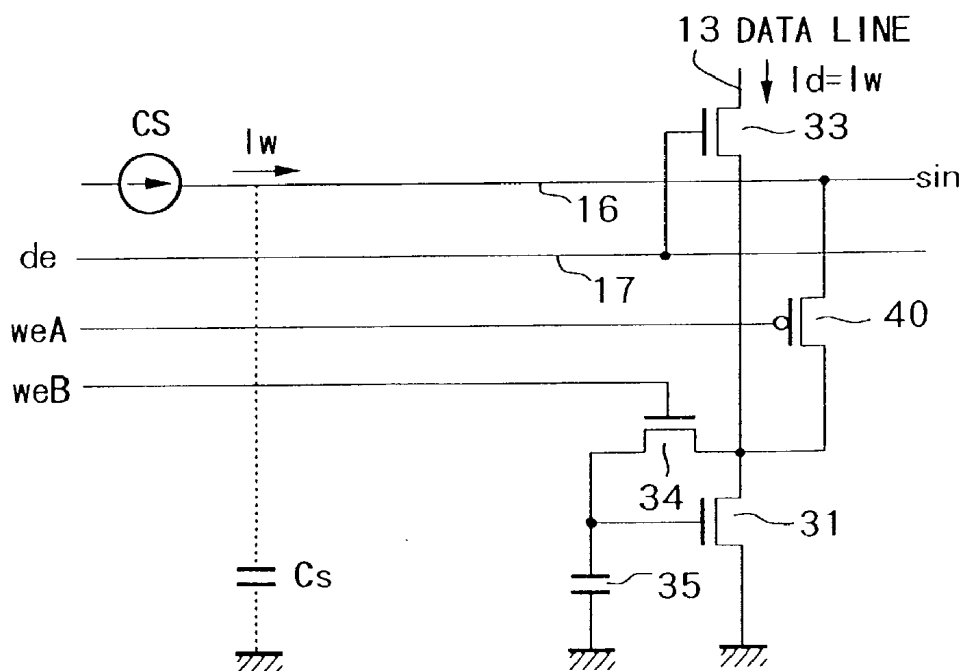 13 DATA LINE
Id=Iw
33
CS
Iw
sin
16
de
17
40
weA
weB
34
31
35
Cs